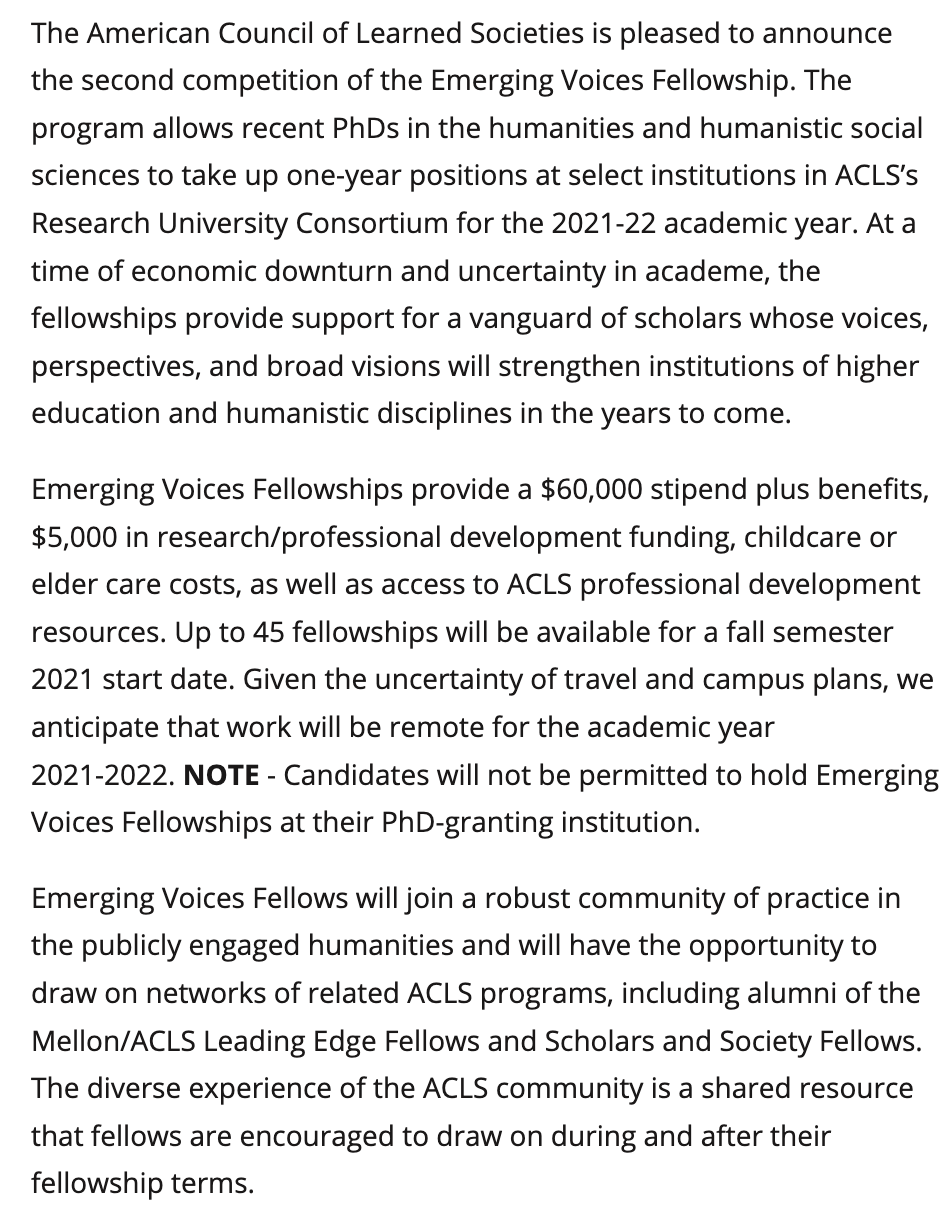 The American Council of Learned Societies is pleased to announce
the second competition of the Emerging Voices Fellowship. The
program allows recent PhDs in the humanities and humanistic social
sciences to take up one-year positions at select institutions in ACLS’s
Research University Consortium for the 2021-22 academic year. At a
time of economic downturn and uncertainty in academe, the
fellowships provide support for a vanguard of scholars whose voices,
perspectives, and broad visions will strengthen institutions of higher
education and humanistic disciplines in the years to come.
Emerging Voices Fellowships provide a $60,000 stipend plus benefits,
$5,000 in research/professional development funding, childcare or
elder care costs, as well as access to ACLS professional development
resources. Up to 45 fellowships will be available for a fall semester
2021 start date. Given the uncertainty of travel and campus plans, we
anticipate that work will be remote for the academic year
2021-2022. NOTE - Candidates will not be permitted to hold Emerging
Voices Fellowships at their PhD-granting institution.
Emerging Voices Fellows will join a robust community of practice in
the publicly engaged humanities and will have the opportunity to
draw on networks of related ACLS programs, including alumni of the
Mellon/ACLS Leading Edge Fellows and Scholars and Society Fellows.
The diverse experience of the ACLS community is a shared resource
that fellows are encouraged to draw on during and after their
fellowship terms.